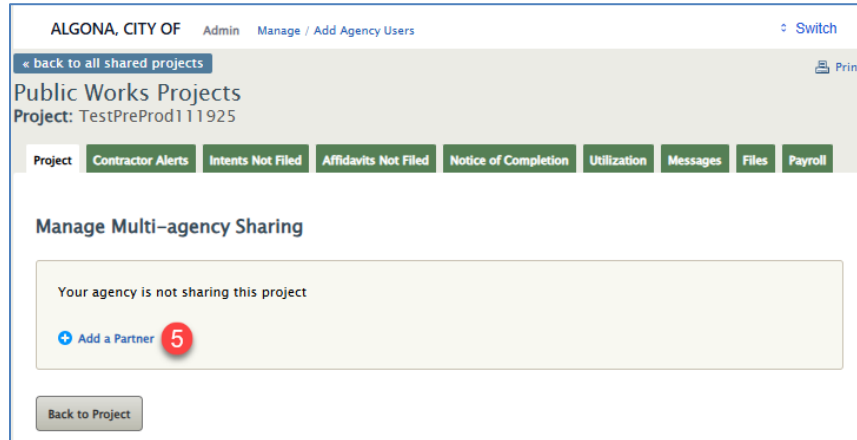 ALGONA, CITY OF Admin Manage / Add Agency Users Switch
« back to all shared projects
Prin
Public Works Projects
Project: TestPreProd111925
Project Contractor Alerts Intents Not Filed Affidavits Not Filed Notice of Completion Utilization Messages Files Payroll
Manage Multi-agency Sharing
Your agency is not sharing this project
Add a Partner 5
Back to Project